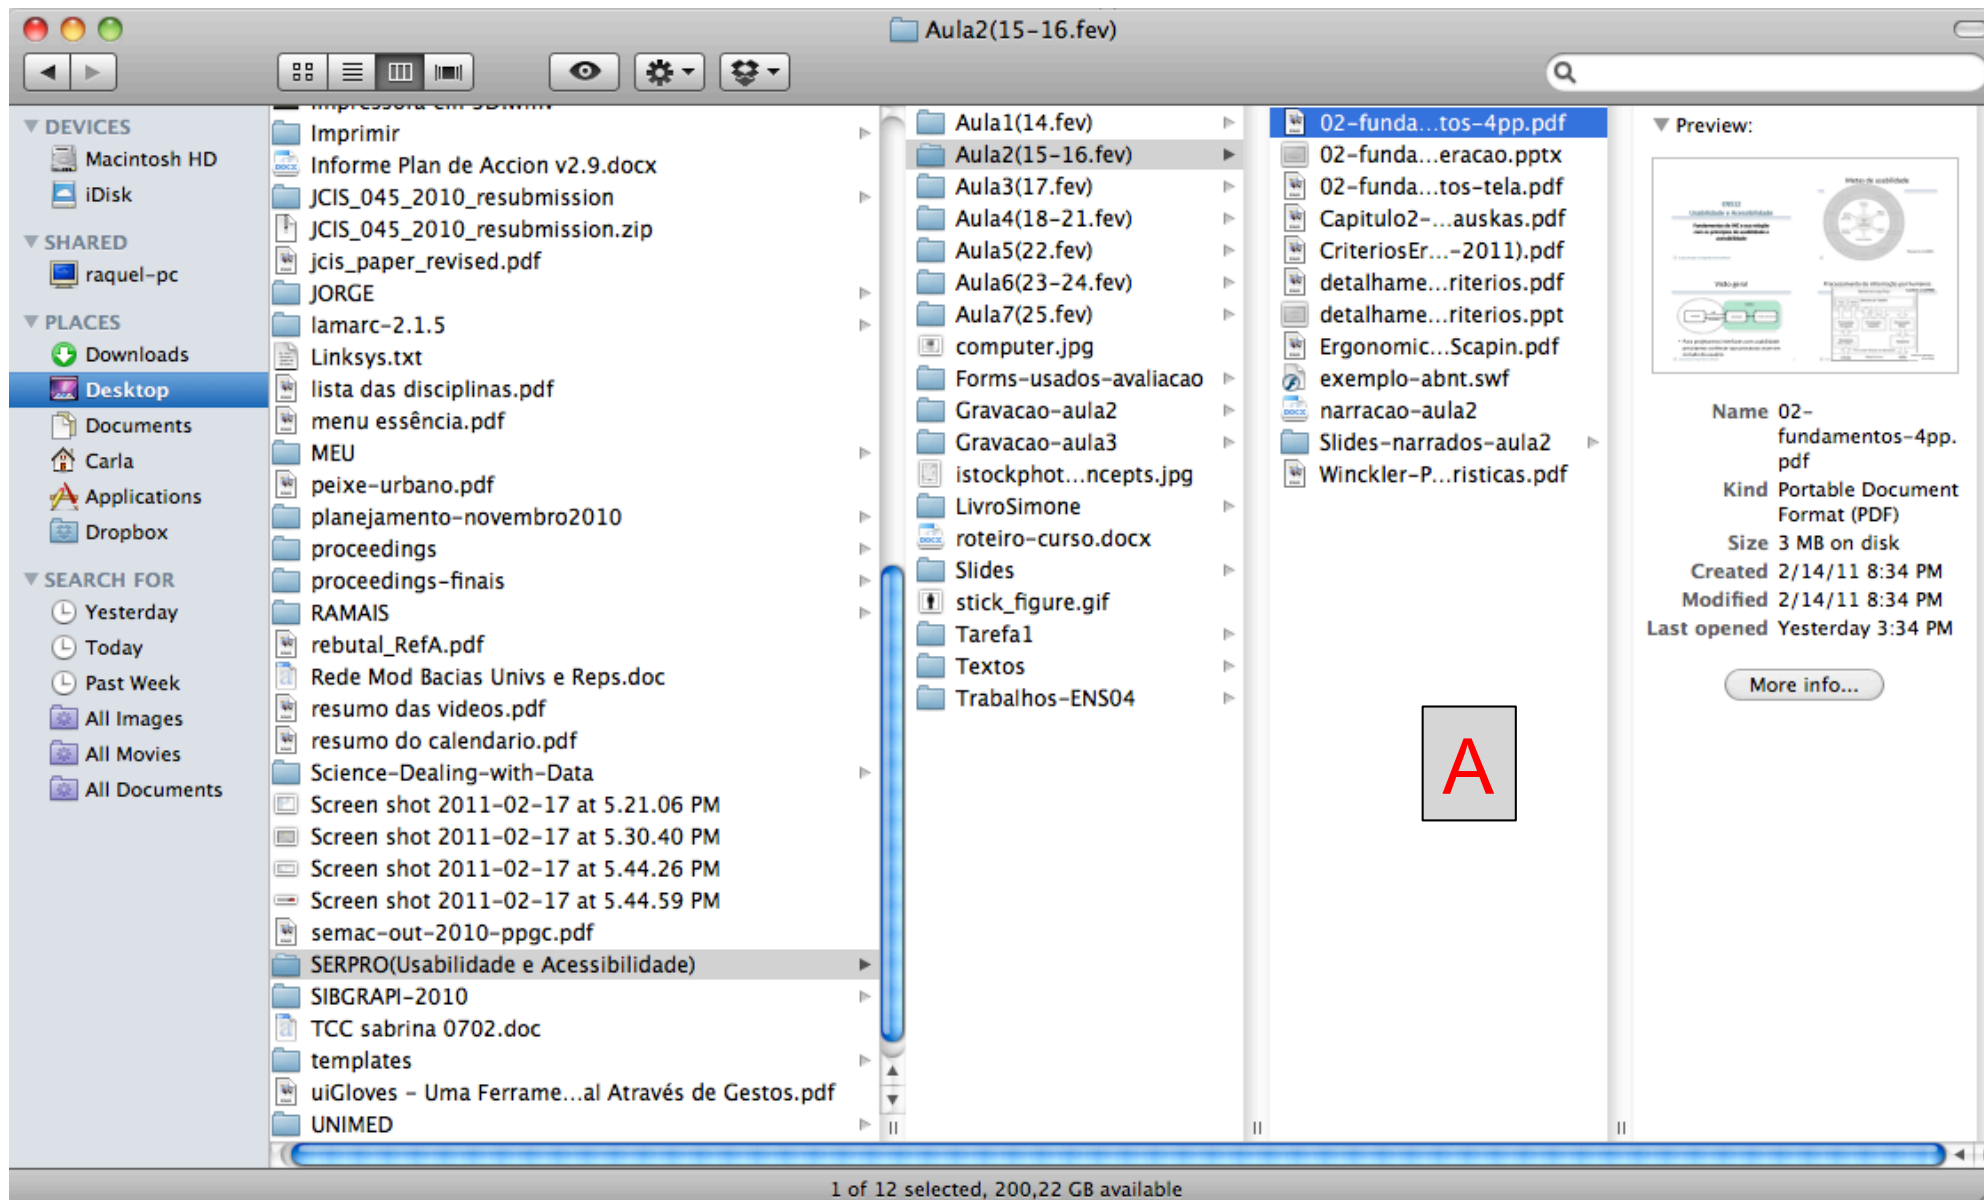 Aula2(15-16.fev)
DEVICES
Macintosh HD
iDisk
SHARED
raquel-pc
PLACES
Downloads
Desktop
Documents
Carla
Applications
Dropbox
SEARCH FOR
Yesterday
Today
Past Week
All Images
All Movies
All Documents
Imprimir
Informe Plan de Accion v2.9.docx
JCIS_045_2010_resubmission
JCIS_045_2010_resubmission.zip
jcis_paper_revised.pdf
JORGE
lamarc-2.1.5
Linksys.txt
lista das disciplinas.pdf
menu essência.pdf
MEU
peixe-urbano.pdf
planejamento-novembro2010
proceedings
proceedings-finais
RAMAIS
rebutal_RefA.pdf
Rede Mod Bacias Univs e Reps.doc
resumo das videos.pdf
resumo do calendario.pdf
Science-Dealing-with-Data
Screen shot 2011-02-17 at 5.21.06 PM
Screen shot 2011-02-17 at 5.30.40 PM
Screen shot 2011-02-17 at 5.44.26 PM
Screen shot 2011-02-17 at 5.44.59 PM
semac-out-2010-ppgc.pdf
SERPRO(Usabilidade e Acessibilidade)
SIBGRAPI-2010
TCC sabrina 0702.doc
templates
uiGloves - Uma Ferrame...al Através de Gestos.pdf
UNIMED
Aula1(14.fev)
Aula2(15-16.fev)
Aula3(17.fev)
Aula4(18-21.fev)
Aula5(22.fev)
Aula6(23-24.fev)
Aula7(25.fev)
computer.jpg
Forms-usados-avaliacao
Gravacao-aula2
Gravacao-aula3
istockphot...ncepts.jpg
LivroSimone
roteiro-curso.docx
Slides
stick_figure.gif
Tarefa1
Textos
Trabalhos-ENS04
02-funda...tos-4pp.pdf
02-funda...eracao.pptx
02-funda...tos-tela.pdf
Capitulo2-...auskas.pdf
CriteriosEr...-2011).pdf
detalhame...riterios.pdf
detalhame...riterios.ppt
Ergonomic...Scapin.pdf
exemplo-abnt.swf
narracao-aula2
Slides-narrados-aula2
Winckler-P...risticas.pdf
A
Preview:
Metas de usabilidade
Usabilidade e Acessibilidade
Visão geral
Name 02-
fundamentos-4pp.
pdf
Kind Portable Document
Format (PDF)
Size 3 MB on disk
Created 2/14/11 8:34 PM
Modified 2/14/11 8:34 PM
Last opened Yesterday 3:34 PM
More info...
1 of 12 selected, 200,22 GB available